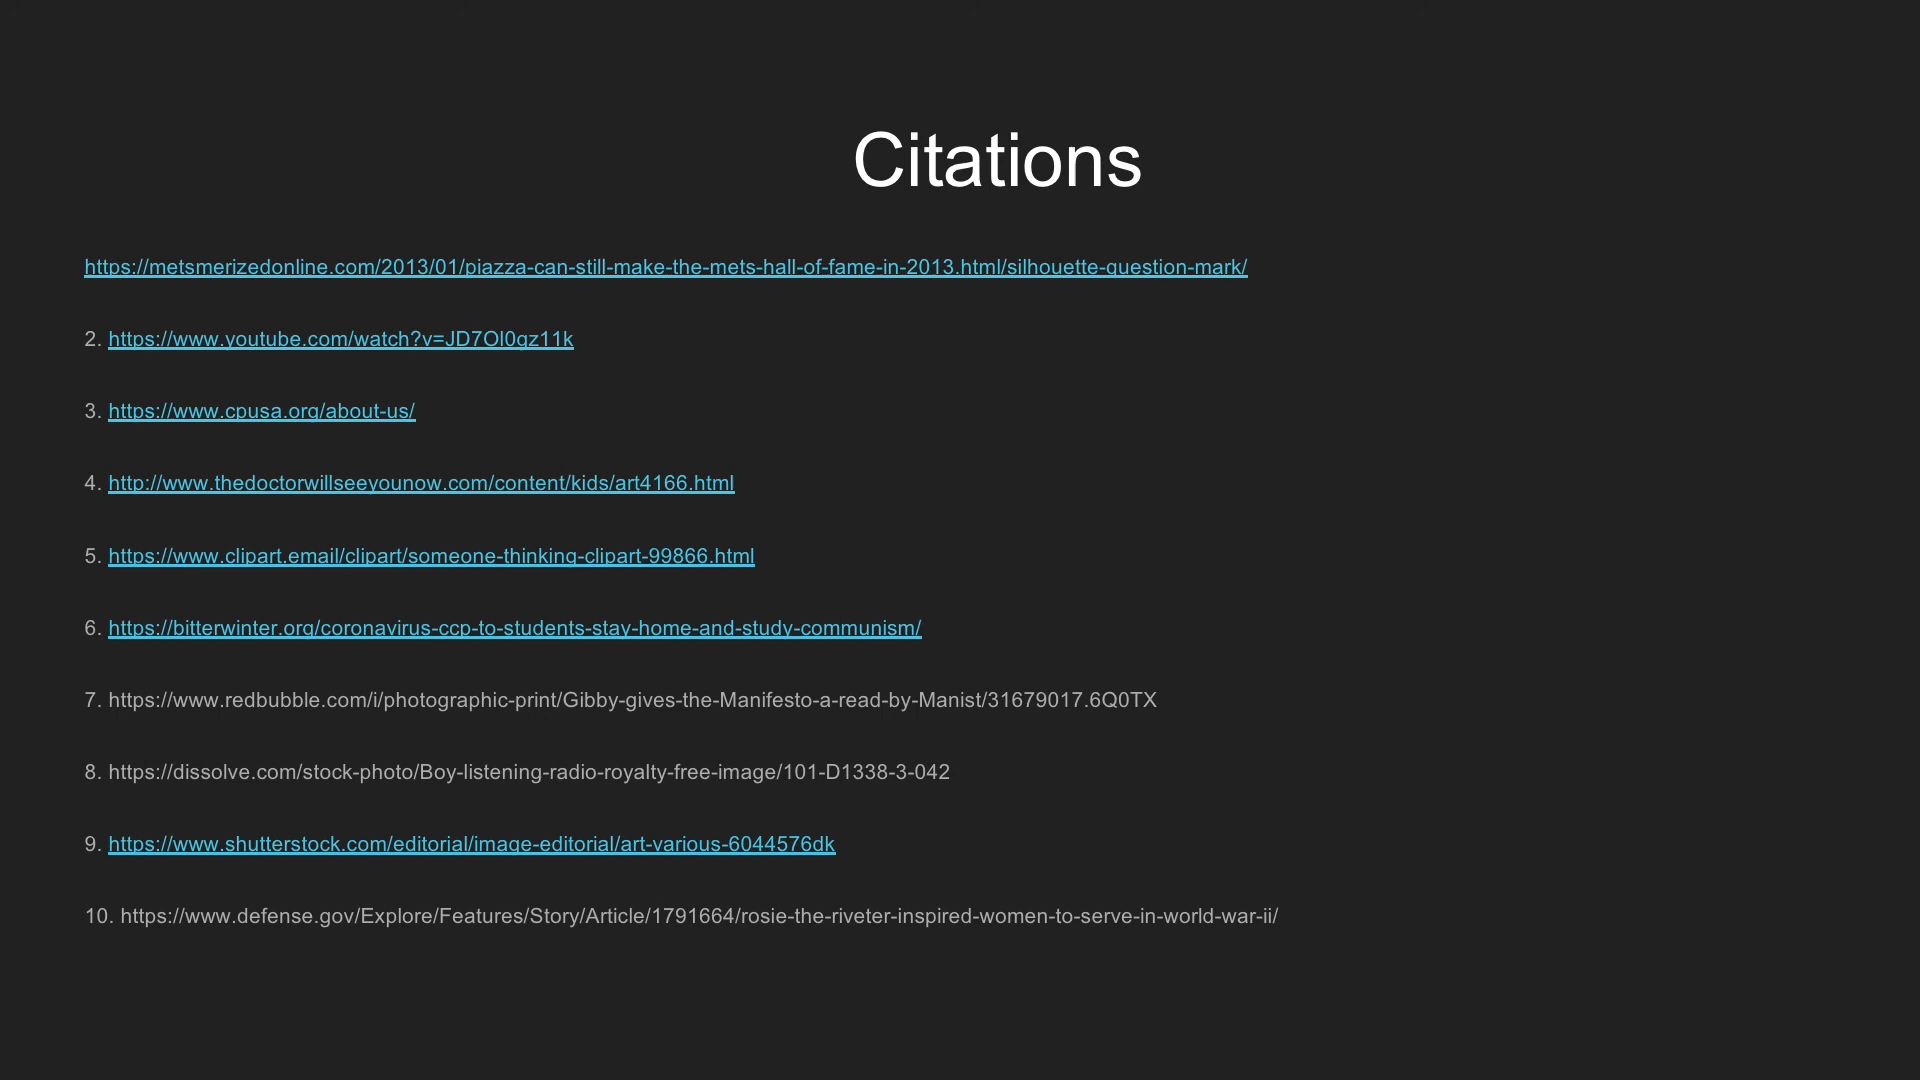 Citations
https://metsmerizedonline.com/2013/01/piazza-can-still-make-the-mets-hall-of-fame-in-2013.html/silhouette-question-mark/
2. https://www.youtube.com/watch?v=JD7Ol0gz11k
3. https://www.cpusa.org/about-us/
4. http://www.thedoctorwillseeyounow.com/content/kids/art4166.html
5. https://www.clipart.email/clipart/someone-thinking-clipart-99866.html
6. https://bitterwinter.org/coronavirus-ccp-to-students-stay-home-and-study-communism/
7. https://www.redbubble.com/i/photographic-print/Gibby-gives-the-Manifesto-a-read-by-Manist/31679017.6Q0TX
8. https://dissolve.com/stock-photo/Boy-listening-radio-royalty-free-image/101-D1338-3-042
9. https://www.shutterstock.com/editorial/image-editorial/art-various-6044576dk
10. https://www.defense.gov/Explore/Features/Story/Article/1791664/rosie-the-riveter-inspired-women-to-serve-in-world-war-ii/